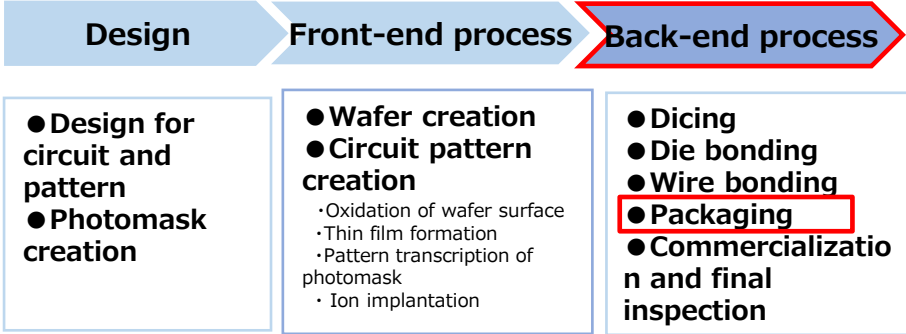 Design
Front-end process
Back-end process
●Design for
circuit and
pattern
●Photomask
creation
●Wafer creation
●Circuit pattern
creation
・Oxidation of wafer surface
・Thin film formation
・Pattern transcription of
photomask
・ Ion implantation
●Dicing
●Die bonding
●Wire bonding
●Packaging
●Commercializatio
n and final
inspection